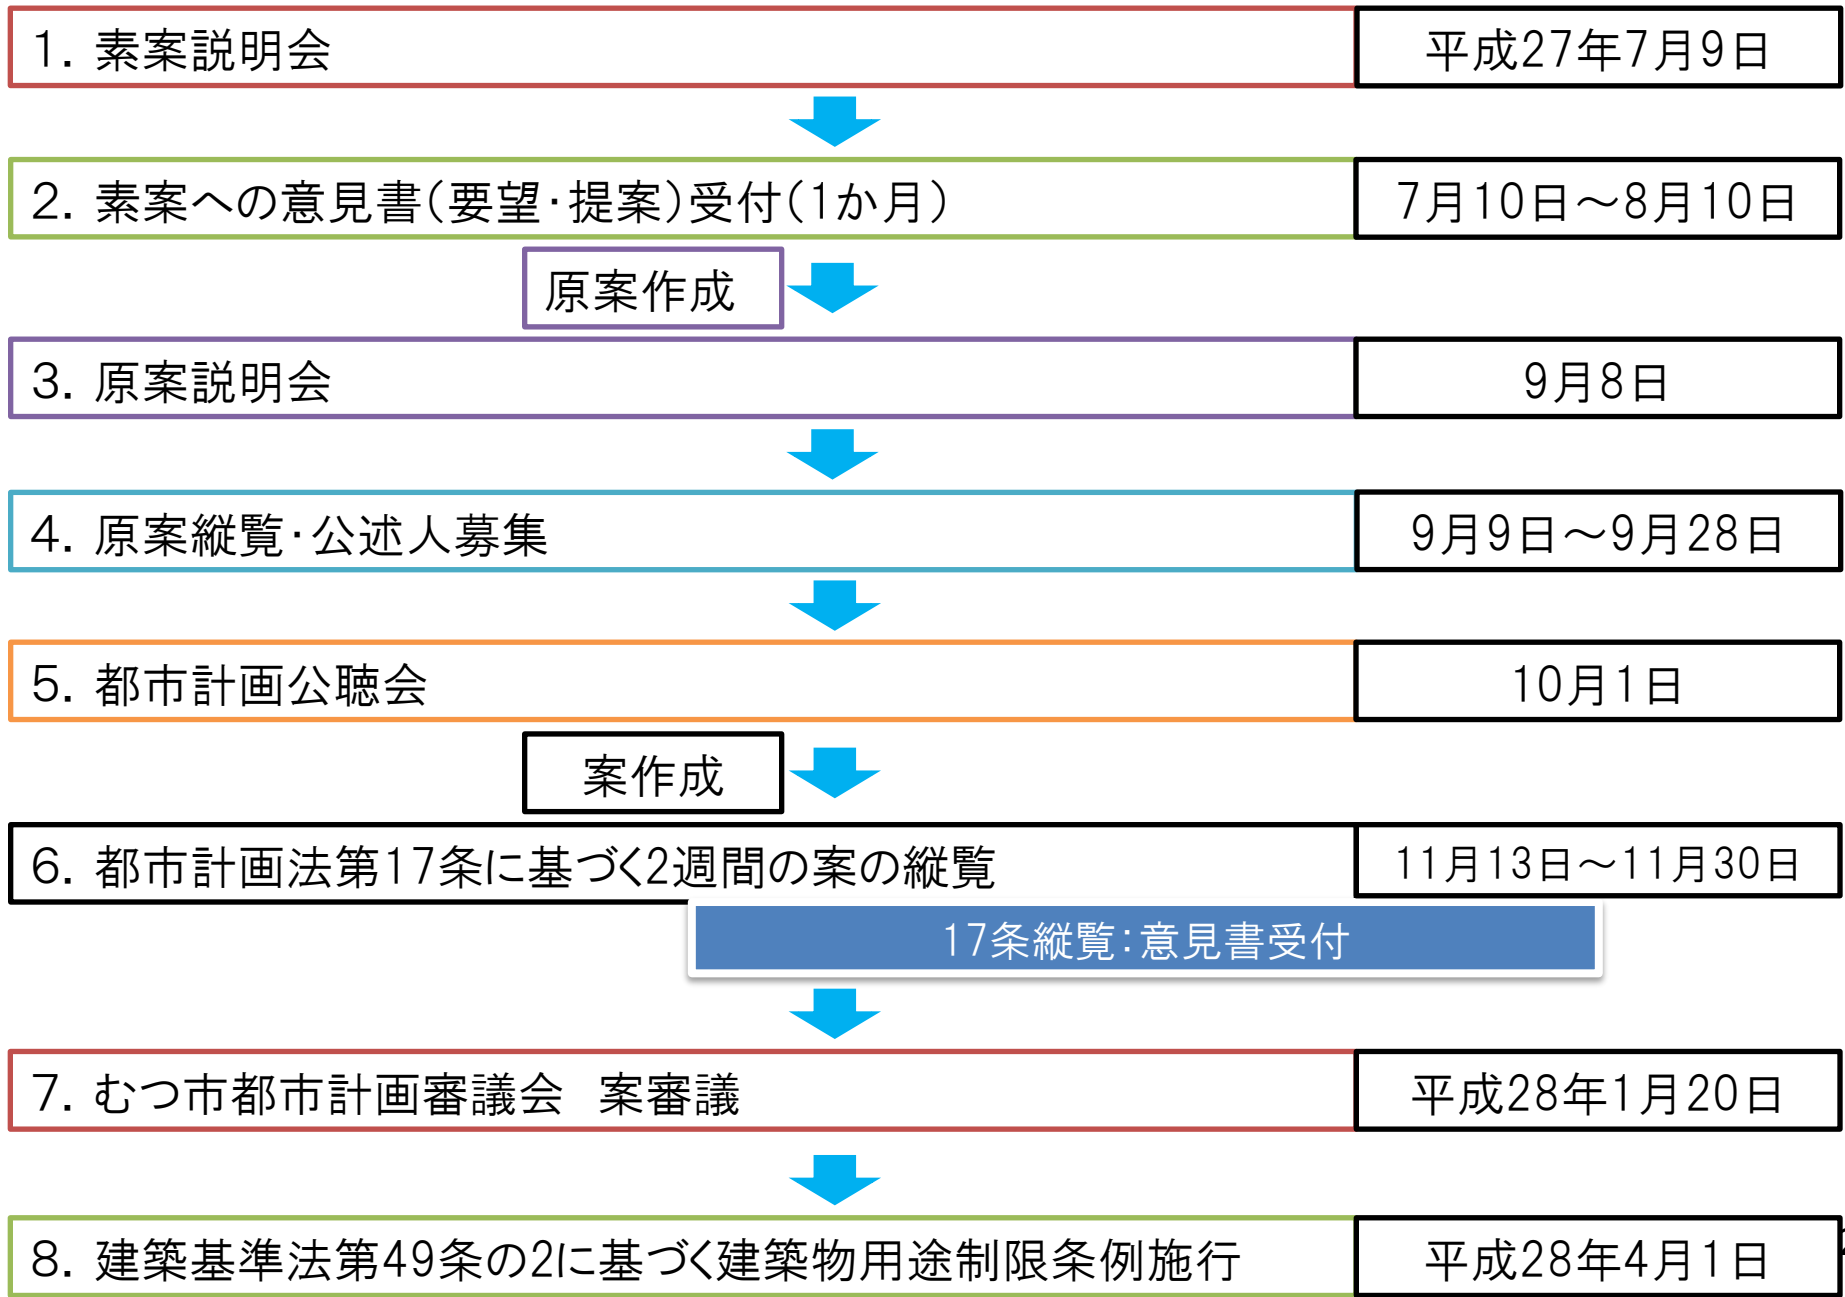 1. 素案説明会
平成27年7月9日
2. 素案への意見書(要望・提案)受付(1か月)
7月10日～8月10日
原案作成
3. 原案説明会
9月8日
4. 原案縦覧・公述人募集
9月9日～9月28日
5. 都市計画公聴会
10月1日
案作成
6. 都市計画法第17条に基づく2週間の案の縦覧
11月13日～11月30日
17条縦覧:意見書受付
7. むつ市都市計画審議会　案審議
平成28年1月20日
8. 建築基準法第49条の2に基づく建築物用途制限条例施行
平成28年4月1日